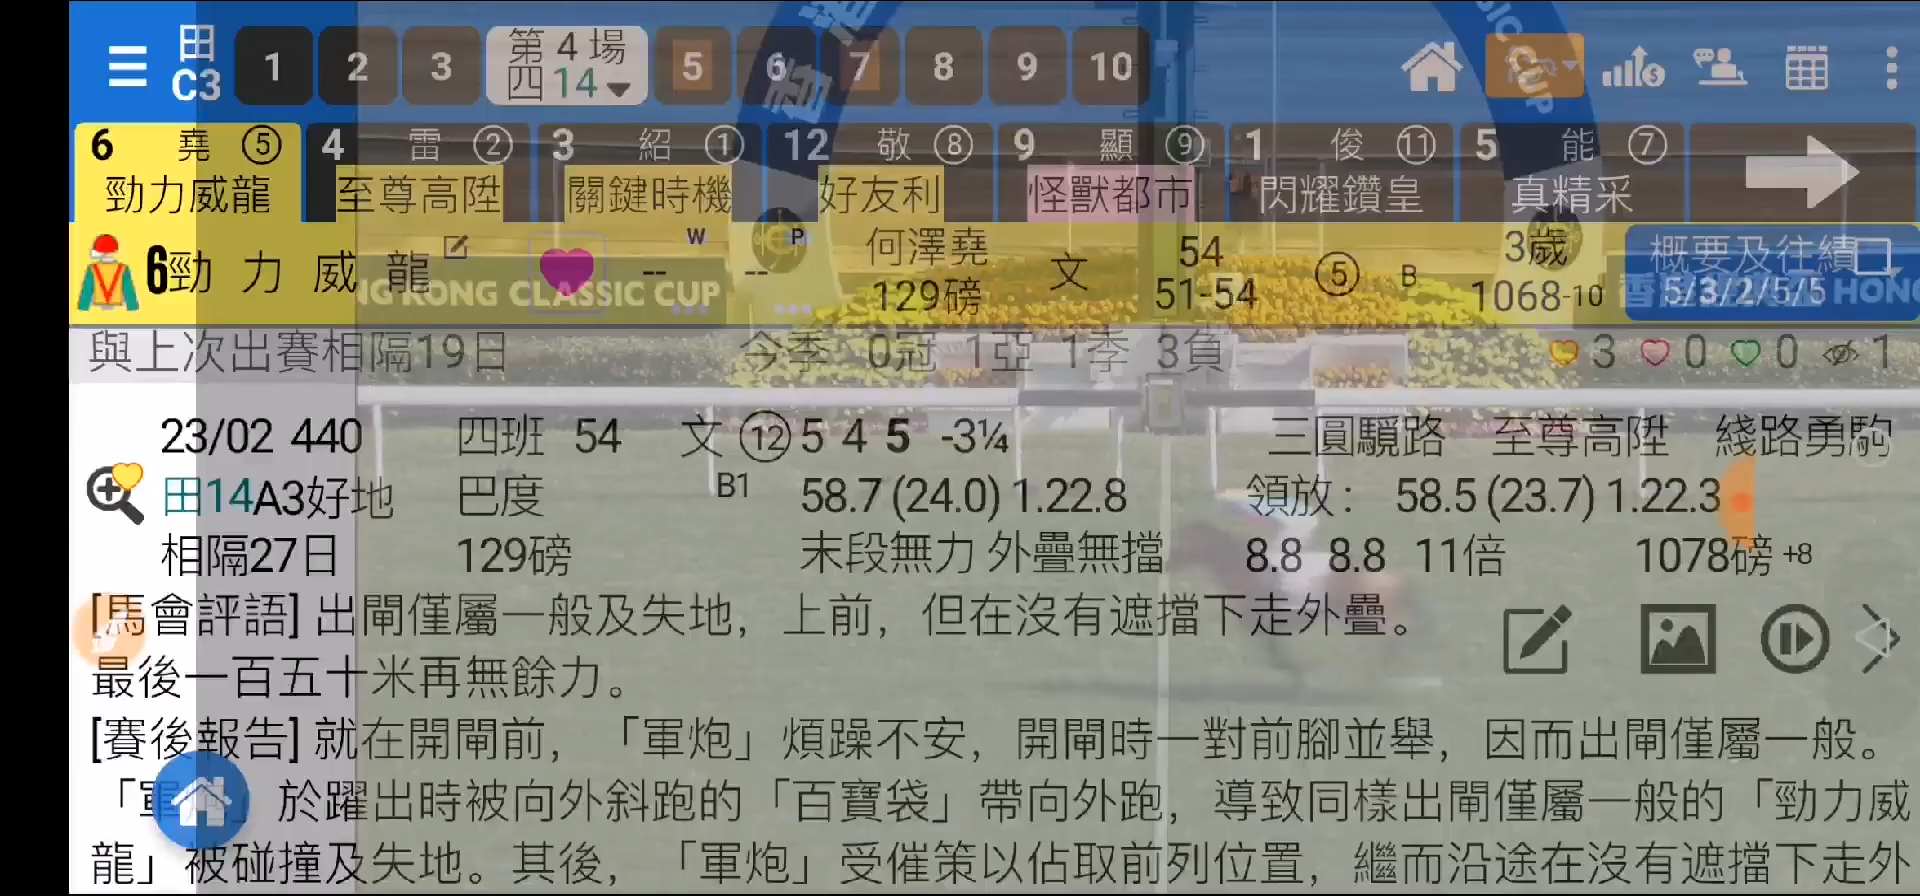 田 C3 1 2 3 第 4 場 四 14 5 6 7 8 9 10
6 堯 ⑤ 4 雷 ② 3 紹 ① 12 敬 ⑧ 9 顯 ⑨ 1 俊 ⑪ 5 能 ⑦
勁力威龍 至尊高陞 關鍵時機 好友利 怪獸都市 閃耀鑽皇 真精采
6 勁力威龍 W -- P -- 何澤堯 129磅 文 54 51-54 ⑤ B 3歲 1068-10 概要及往績 5/3/2/5/5
NG KONG CLASSIC CUP
與上次出賽相隔19日 今季 0冠 1亞 1季 3負 3 0 0 1
23/02 440 四班 54 文 ⑫ 5 4 5 -3¼ 三圓騵路 至尊高陞 綫路勇駒
田14A3好地 巴度 B1 58.7 (24.0) 1.22.8 領放： 58.5 (23.7) 1.22.3
相隔27日 129磅 末段無力 外疊無擋 8.8 8.8 11倍 1078磅 +8
[馬會評語] 出閘僅屬一般及失地，上前，但在沒有遮擋下走外疊。
最後一百五十米再無餘力。
[賽後報告] 就在開閘前，「軍炮」煩躁不安，開閘時一對前腳並舉，因而出閘僅屬一般。
「軍炮」於躍出時被向外斜跑的「百寶袋」帶向外跑，導致同樣出閘僅屬一般的「勁力威
龍」被碰撞及失地。其後，「軍炮」受催策以佔取前列位置，繼而沿途在沒有遮擋下走外